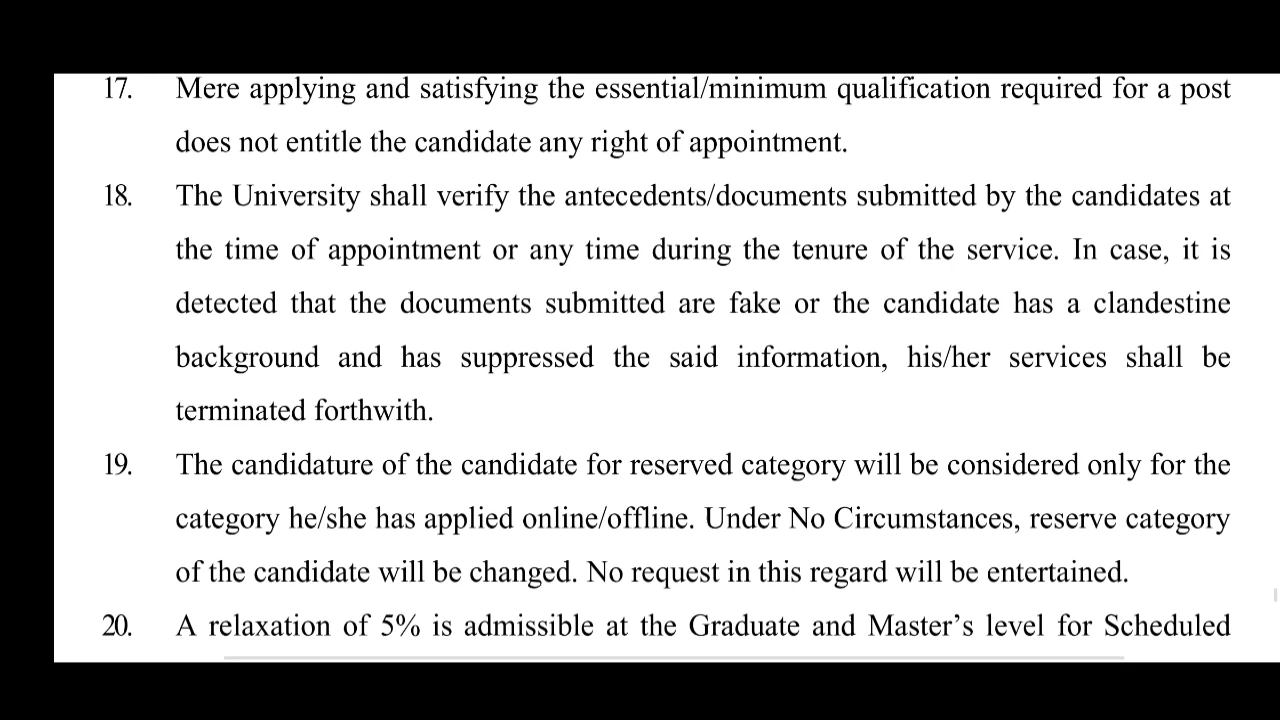 17. Mere applying and satisfying the essential/minimum qualification required for a post
does not entitle the candidate any right of appointment.
18. The University shall verify the antecedents/documents submitted by the candidates at
the time of appointment or any time during the tenure of the service. In case, it is
detected that the documents submitted are fake or the candidate has a clandestine
background and has suppressed the said information, his/her services shall be
terminated forthwith.
19. The candidature of the candidate for reserved category will be considered only for the
category he/she has applied online/offline. Under No Circumstances, reserve category
of the candidate will be changed. No request in this regard will be entertained.
20. A relaxation of 5% is admissible at the Graduate and Master’s level for Scheduled